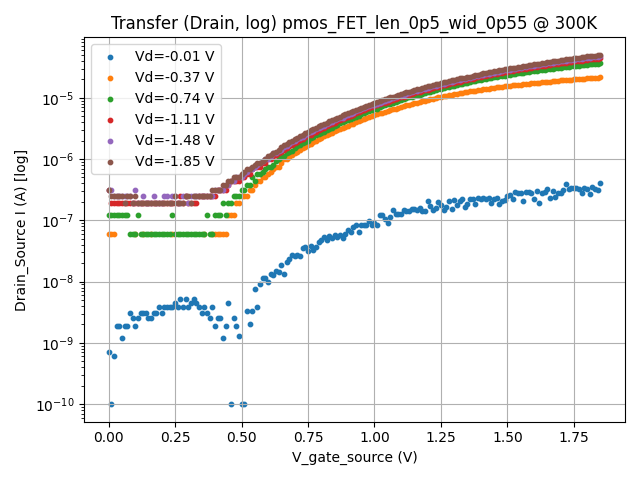 Transfer (Drain, log) pmos_FET_len_0p5_wid_0p55 @ 300K
Vd=-0.01 V
Vd=-0.37 V
Vd=-0.74 V
Vd=-1.11 V
Vd=-1.48 V
Vd=-1.85 V
Drain_Source I (A) [log]
10⁻⁵
10⁻⁶
10⁻⁷
10⁻⁸
10⁻⁹
10⁻¹⁰
0.00 0.25 0.50 0.75 1.00 1.25 1.50 1.75
V_gate_source (V)